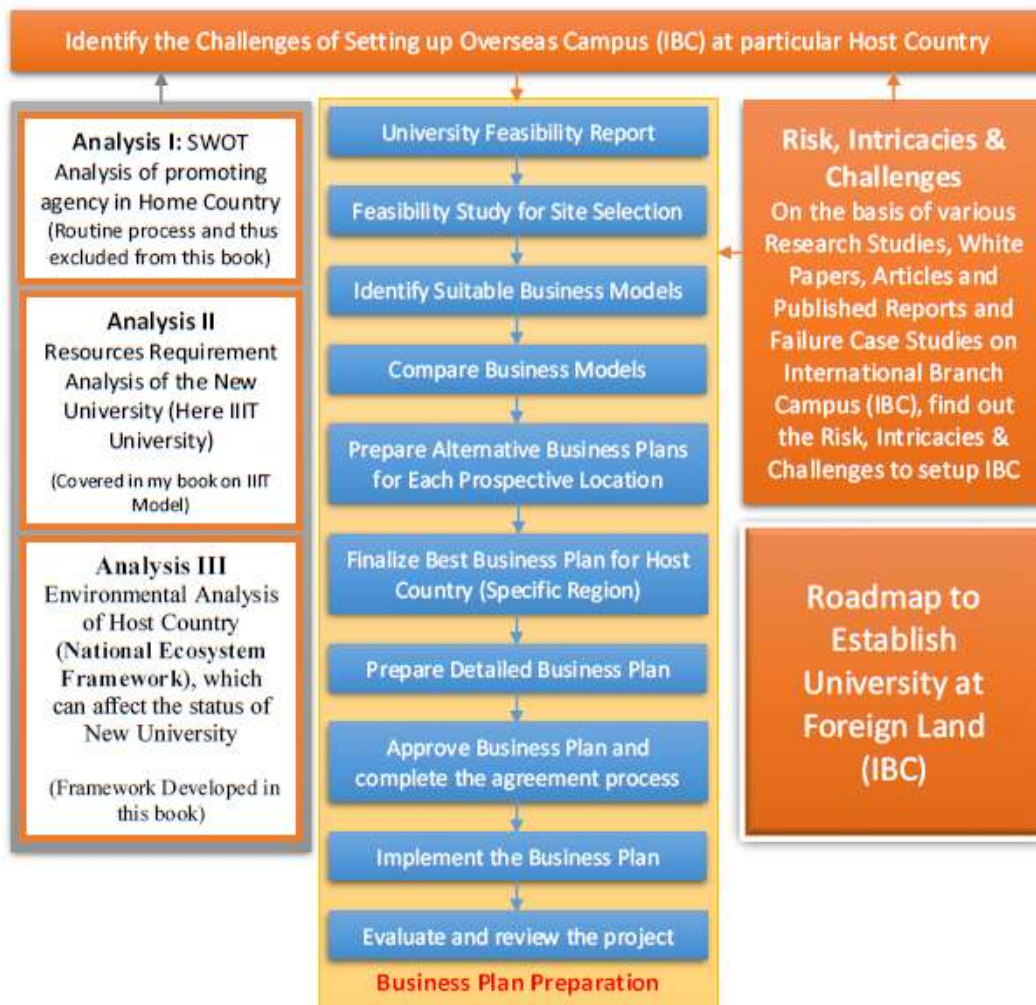 Identify the Challenges of Setting up Overseas Campus (IBC) at particular Host Country
Analysis I: SWOT
Analysis of promoting
agency in Home Country
(Routine process and thus
excluded from this book)
Analysis II
Resources Requirement
Analysis of the New
University (Here IIIT
University)
(Covered in my book on IIIT
Model)
Analysis III
Environmental Analysis
of Host Country
(National Ecosystem
Framework), which
can affect the status of
New University
(Framework Developed in
this book)
University Feasibility Report
Feasibility Study for Site Selection
Identify Suitable Business Models
Compare Business Models
Prepare Alternative Business Plans
for Each Prospective Location
Finalize Best Business Plan for Host
Country (Specific Region)
Prepare Detailed Business Plan
Approve Business Plan and
complete the agreement process
Implement the Business Plan
Evaluate and review the project
Business Plan Preparation
Risk, Intricacies &
Challenges
On the basis of various
Research Studies, White
Papers, Articles and
Published Reports and
Failure Case Studies on
International Branch
Campus (IBC), find out
the Risk, Intricacies &
Challenges to setup IBC
Roadmap to
Establish
University at
Foreign Land
(IBC)